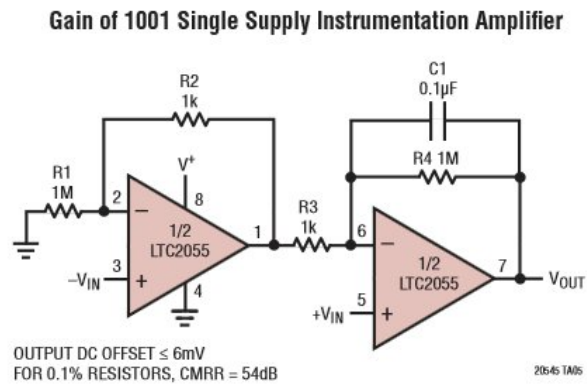 Gain of 1001 Single Supply Instrumentation Amplifier
C1
0.1µF
R2
1k
R4 1M
V+
R1
1M
2
8
−
1/2
LTC2055
1
R3
1k
6
−
1/2
LTC2055
7
VOUT
−VIN
3
+
4
+VIN
5
+
OUTPUT DC OFFSET ≤ 6mV
FOR 0.1% RESISTORS, CMRR = 54dB
20545 TA05